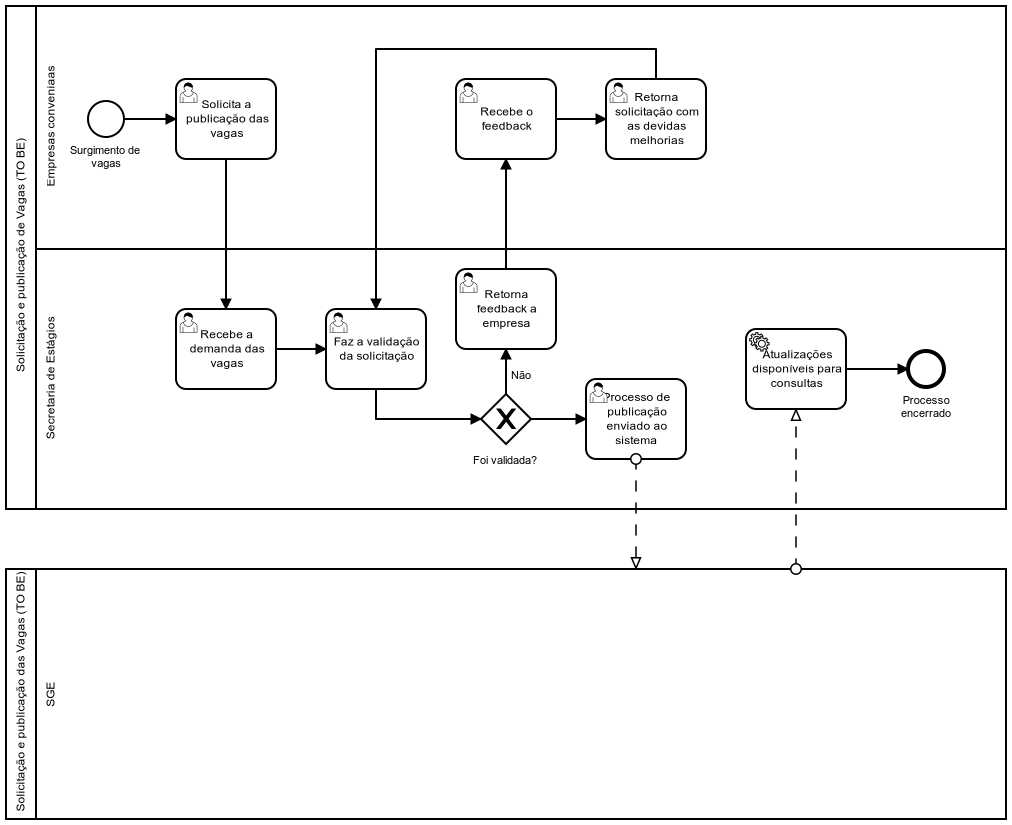 Solicitação e publicação de Vagas (TO BE)
Empresas conveniaas
Surgimento de
vagas
Solicita a
publicação das
vagas
Recebe o
feedback
Retorna
solicitação com
as devidas
melhorias
Secretaria de Estágios
Recebe a
demanda das
vagas
Faz a validação
da solicitação
Retorna
feedback a
empresa
Não
Foi validada?
Processo de
publicação
enviado ao
sistema
Atualizações
disponíveis para
consultas
Processo
encerrado
Solicitação e publicação das Vagas (TO BE)
SGE